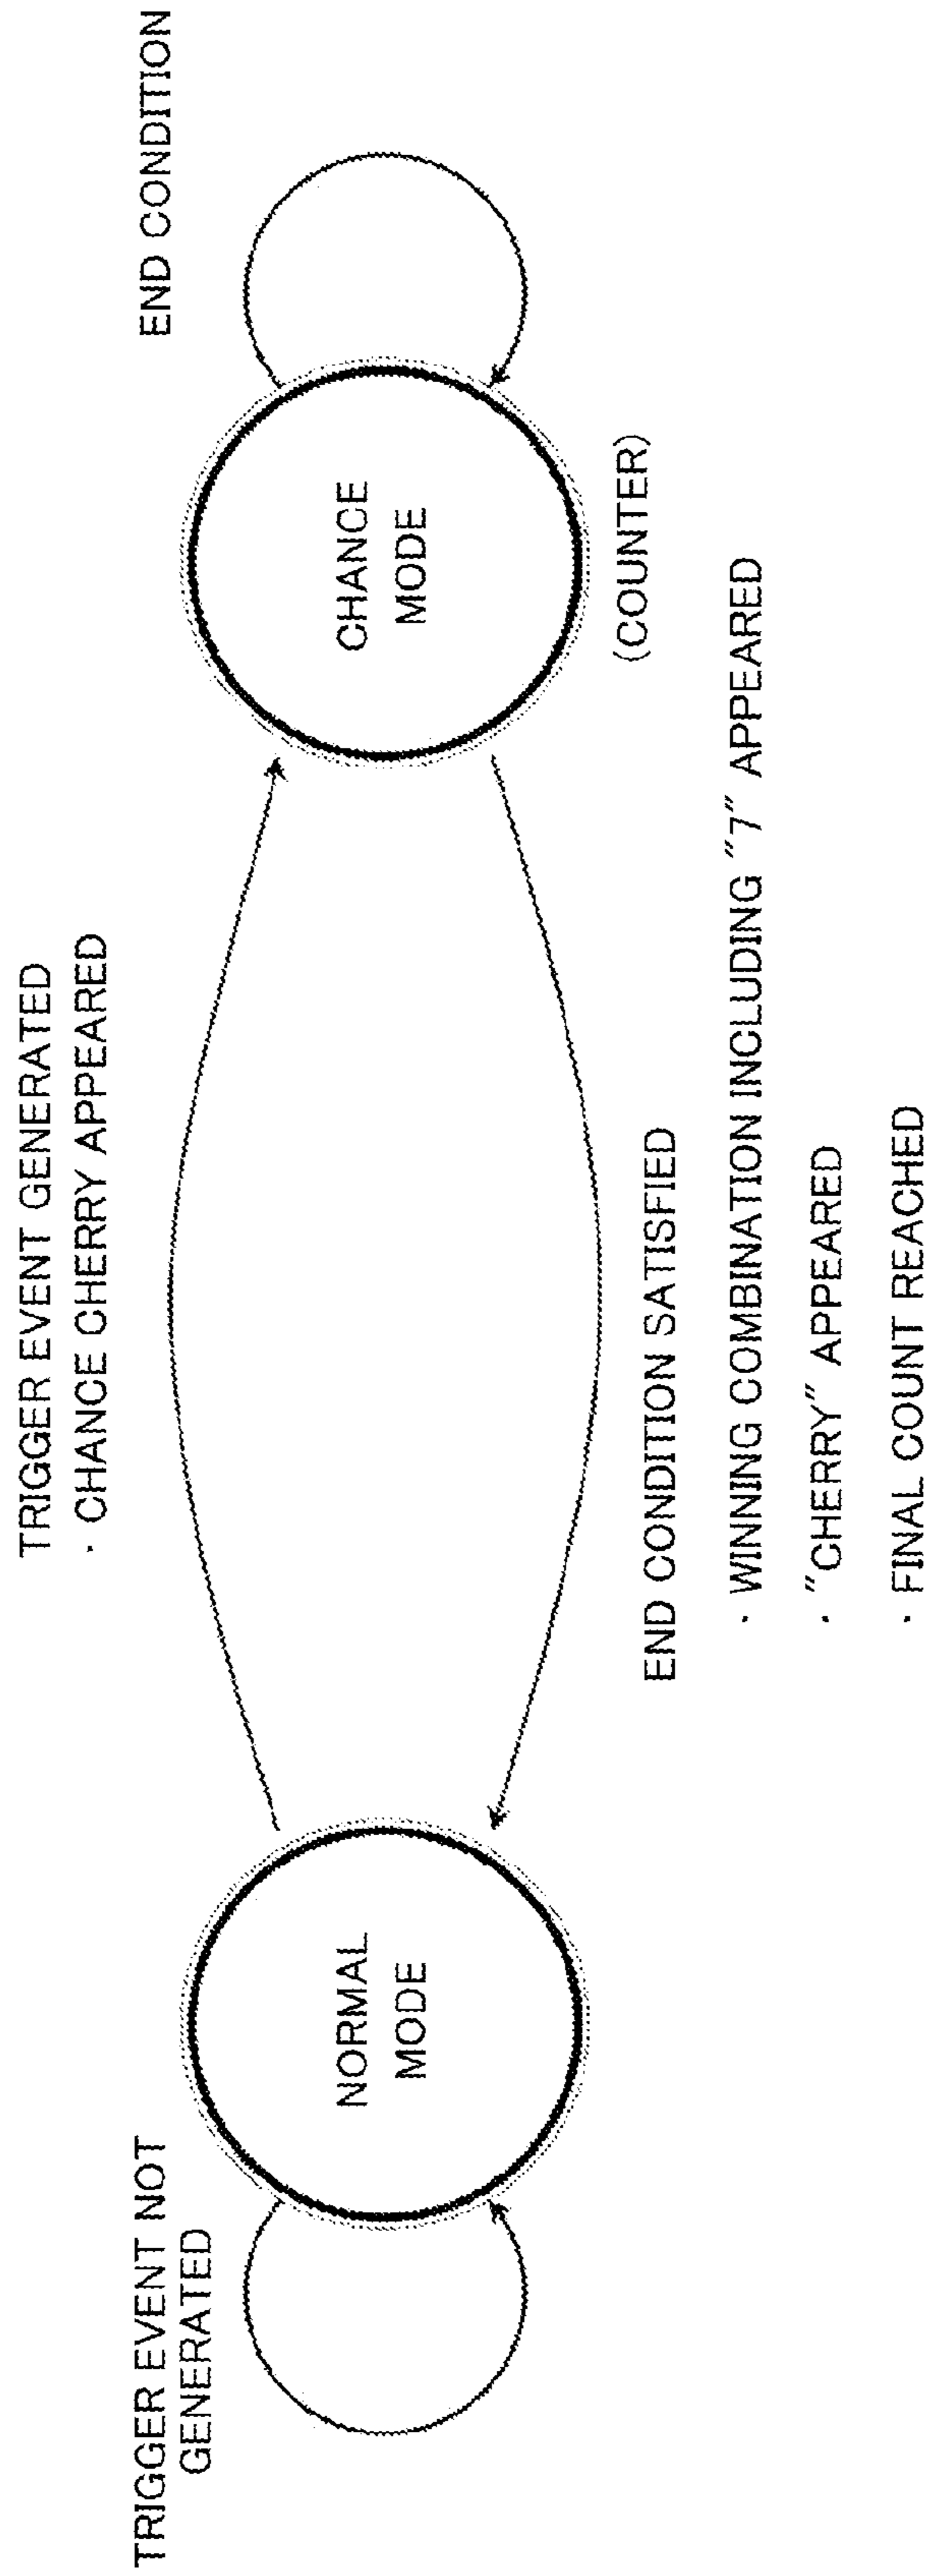 TRIGGER EVENT GENERATED
· CHANCE CHERRY APPEARED
TRIGGER EVENT NOT
GENERATED
END CONDITION
NORMAL
MODE
CHANCE
MODE
(COUNTER)
END CONDITION SATISFIED
· WINNING COMBINATION INCLUDING "7" APPEARED
· "CHERRY" APPEARED
· FINAL COUNT REACHED